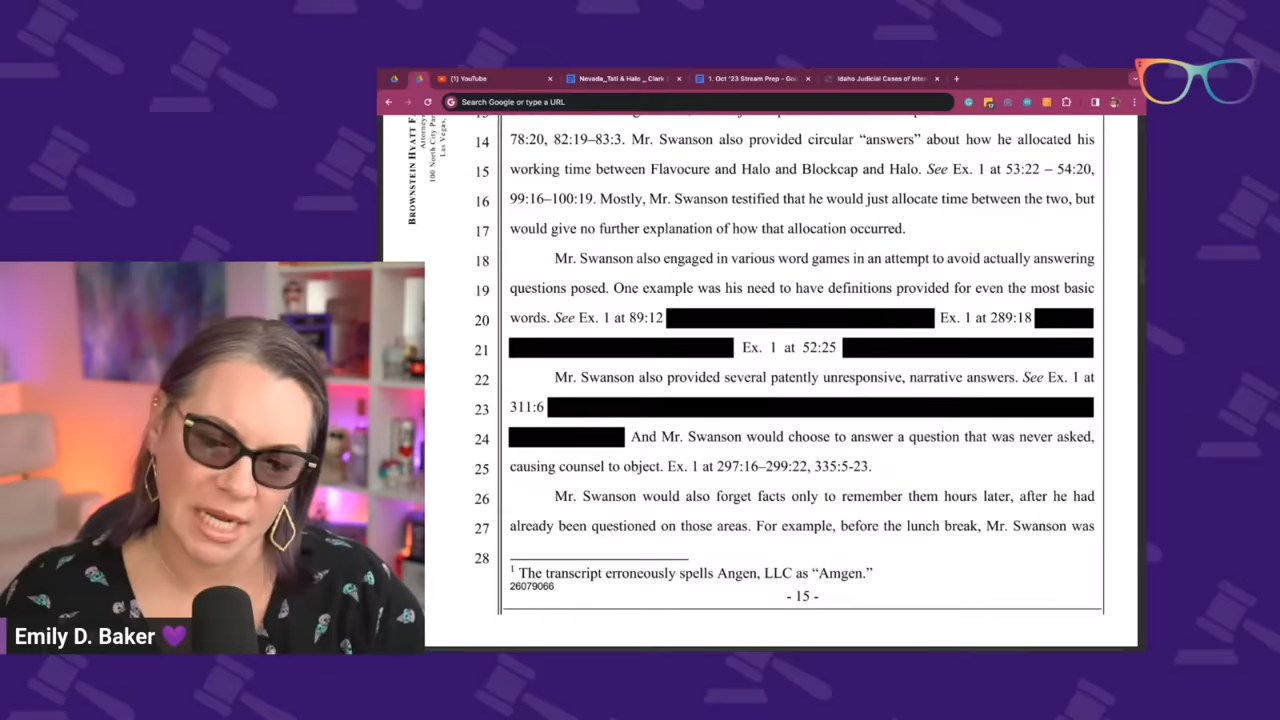 (1) YouTube
Nevada_Tati & Halo _ Clark
1. Oct '23 Stream Prep - Go
Idaho Judicial Cases of Inte
Search Google or type a URL
BROWNSTEIN HYATT F
Attorneys
100 North City Par
Las Vegas,
14 78:20, 82:19–83:3. Mr. Swanson also provided circular “answers” about how he allocated his
15 working time between Flavocure and Halo and Blockcap and Halo. See Ex. 1 at 53:22 – 54:20,
16 99:16–100:19. Mostly, Mr. Swanson testified that he would just allocate time between the two, but
17 would give no further explanation of how that allocation occurred.
18 Mr. Swanson also engaged in various word games in an attempt to avoid actually answering
19 questions posed. One example was his need to have definitions provided for even the most basic
20 words. See Ex. 1 at 89:12 Ex. 1 at 289:18
21 Ex. 1 at 52:25
22 Mr. Swanson also provided several patently unresponsive, narrative answers. See Ex. 1 at
23 311:6
24 And Mr. Swanson would choose to answer a question that was never asked,
25 causing counsel to object. Ex. 1 at 297:16–299:22, 335:5-23.
26 Mr. Swanson would also forget facts only to remember them hours later, after he had
27 already been questioned on those areas. For example, before the lunch break, Mr. Swanson was
28
1 The transcript erroneously spells Angen, LLC as “Amgen.”
26079066
- 15 -
Emily D. Baker 💜